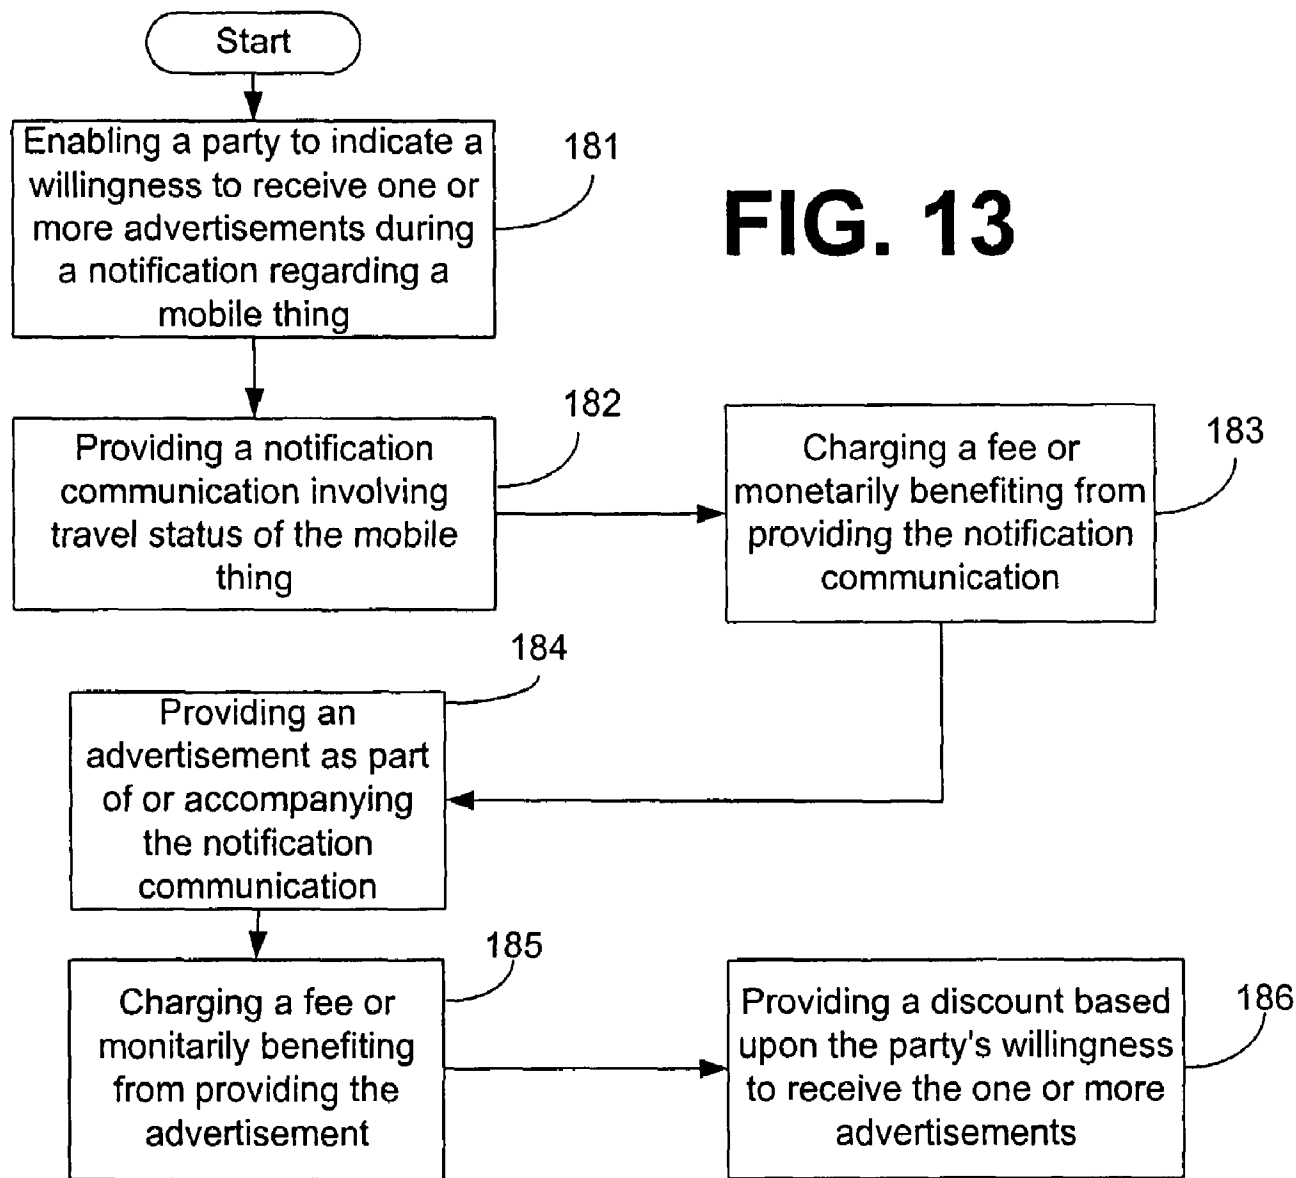 Start
Enabling a party to indicate a
willingness to receive one or
more advertisements during
a notification regarding a
mobile thing
181
FIG. 13
Providing a notification
communication involving
travel status of the mobile
thing
182
Charging a fee or
monetarily benefiting from
providing the notification
communication
183
184
Providing an
advertisement as part
of or accompanying
the notification
communication
185
Charging a fee or
monitarily benefiting
from providing the
advertisement
Providing a discount based
upon the party's willingness
to receive the one or more
advertisements
186